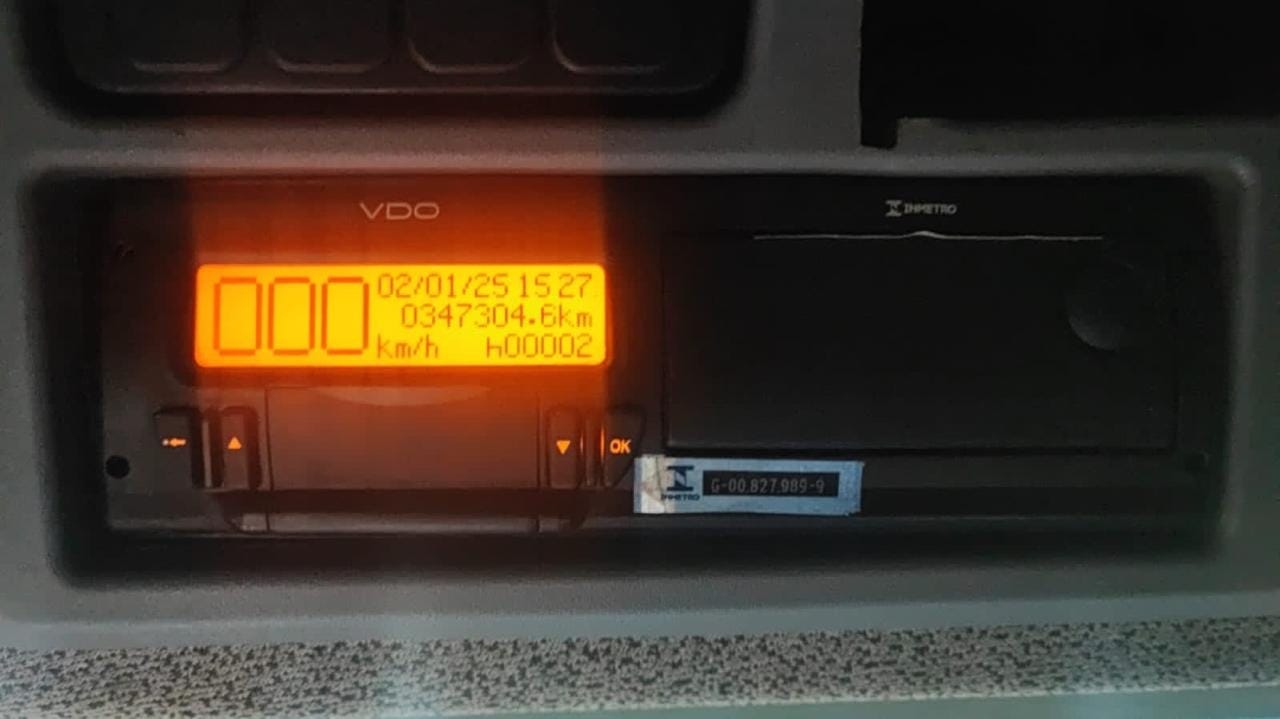 VDO
INMETRO
000
02/01/25 15 27
0347304.6km
km/h h00002
OK
INMETRO
G-00.827.989-9